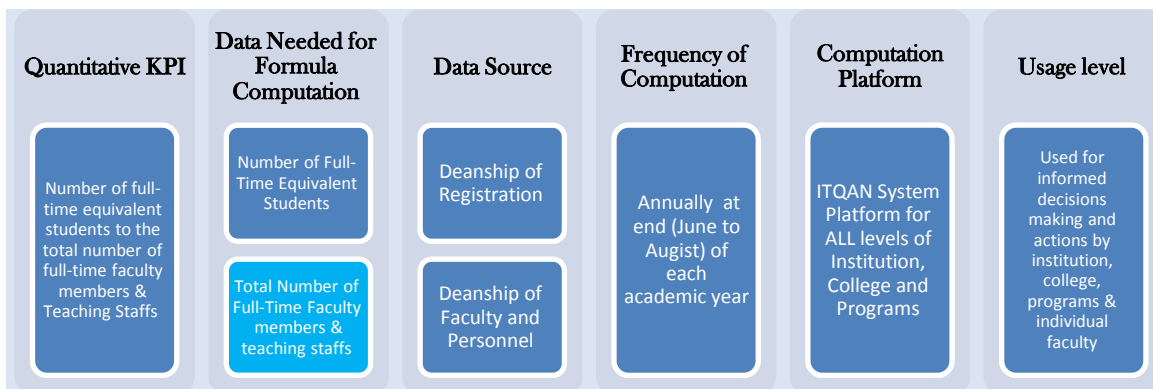 Quantitative KPI
Number of full-
time equivalent
students to the
total number of
full-time faculty
members &
Teaching Staffs
Data Needed for
Formula
Computation
Number of Full-
Time Equivalent
Students
Total Number of
Full-Time Faculty
members &
teaching staffs
Data Source
Deanship of
Registration
Deanship of
Faculty and
Personnel
Frequency of
Computation
Annually at
end (June to
Augist) of
each
academic year
Computation
Platform
ITQAN System
Platform for
ALL levels of
Institution,
College and
Programs
Usage level
Used for
informed
decisions
making and
actions by
institution,
college,
programs &
individual
faculty